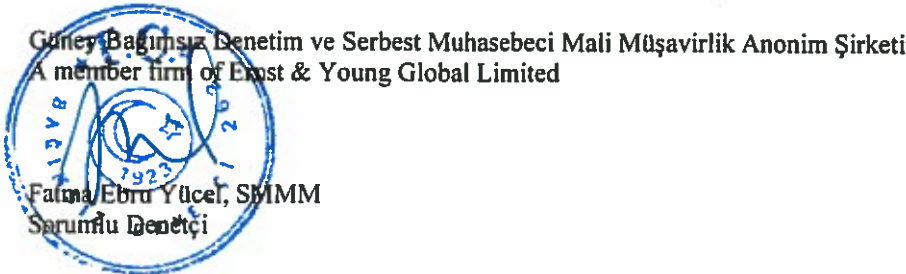 Güney Bağımsız Denetim ve Serbest Muhasebeci Mali Müşavirlik Anonim Şirketi
A member firm of Ernst & Young Global Limited
T.C.
1923
Fatma Ebru Yücel, SMMM
Sorumlu Denetçi